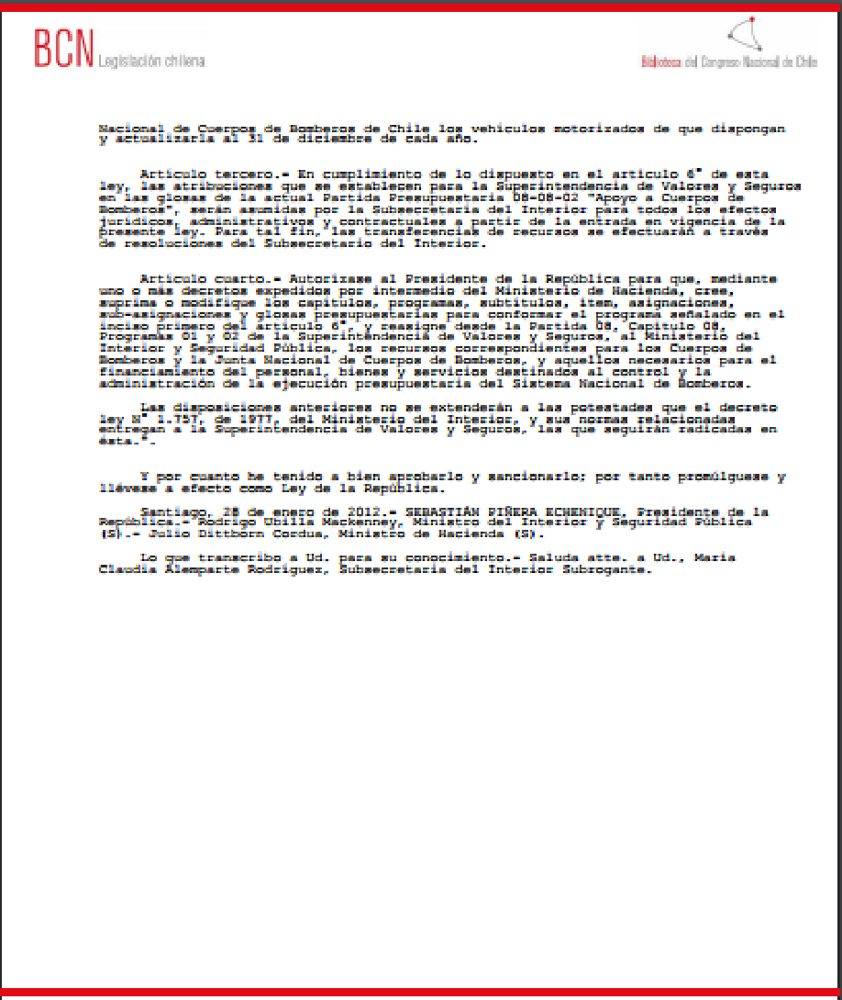 BCN Legislación chilena
Biblioteca del Congreso Nacional de Chile
Nacional de Cuerpos de Bomberos de Chile los vehículos motorizados de que dispongan
y actualizarla al 31 de diciembre de cada año.
Artículo tercero.- En cumplimiento de lo dispuesto en el artículo 6° de esta
ley, las atribuciones que se establecen para la Superintendencia de Valores y Seguros
en las glosas de la actual Partida Presupuestaria 08-08-02 "Apoyo a Cuerpos de
Bomberos", serán asumidas por la Subsecretaría del Interior para todos los efectos
jurídicos, administrativos y contractuales a partir de la entrada en vigencia de la
presente ley. Para tal fin, las transferencias de recursos se efectuarán a través
de resoluciones del Subsecretario del Interior.
Artículo cuarto.- Autorízase al Presidente de la República para que, mediante
uno o más decretos expedidos por intermedio del Ministerio de Hacienda, cree,
suprima o modifique los capítulos, programas, subtítulos, ítem, asignaciones,
sub-asignaciones y glosas presupuestarias para conformar el programa señalado en el
inciso primero del artículo 6°, y reasigne desde la Partida 08, Capítulo 08,
Programas 01 y 02 de la Superintendencia de Valores y Seguros, al Ministerio del
Interior y Seguridad Pública, los recursos correspondientes para los Cuerpos de
Bomberos y la Junta Nacional de Cuerpos de Bomberos, y aquellos necesarios para el
financiamiento del personal, bienes y servicios destinados al control y la
administración de la ejecución presupuestaria del Sistema Nacional de Bomberos.
Las disposiciones anteriores no se extenderán a las potestades que el decreto
ley N° 1.757, de 1977, del Ministerio del Interior, y sus normas relacionadas
entregan a la Superintendencia de Valores y Seguros, las que seguirán radicadas en
ésta.".
Y por cuanto he tenido a bien aprobarlo y sancionarlo; por tanto promúlguese y
llévese a efecto como Ley de la República.
Santiago, 28 de enero de 2012.- SEBASTIÁN PIÑERA ECHENIQUE, Presidente de la
República.- Rodrigo Ubilla Mackenney, Ministro del Interior y Seguridad Pública
(S).- Julio Dittborn Cordua, Ministro de Hacienda (S).
Lo que transcribo a Ud. para su conocimiento.- Saluda atte. a Ud., María
Claudia Alemparte Rodríguez, Subsecretaria del Interior Subrogante.